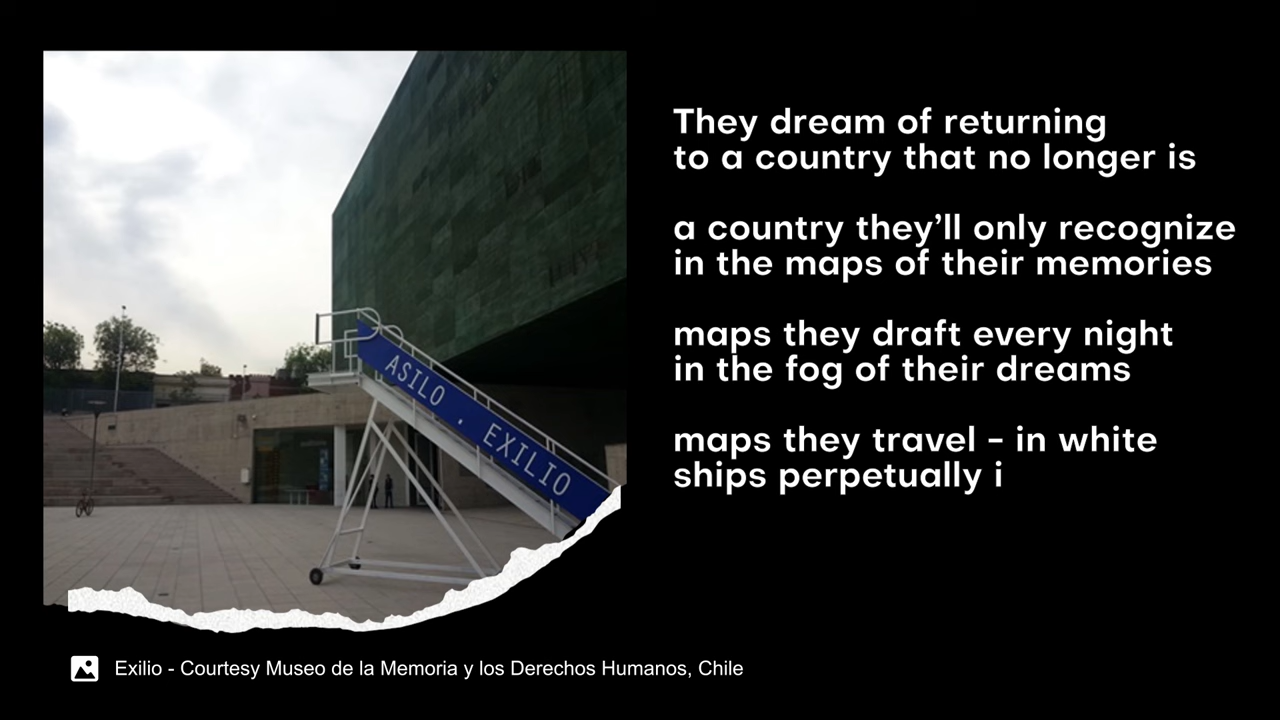 They dream of returning
to a country that no longer is
a country they’ll only recognize
in the maps of their memories
maps they draft every night
in the fog of their dreams
maps they travel – in white
ships perpetually i
ASILO . EXILIO
Exilio - Courtesy Museo de la Memoria y los Derechos Humanos, Chile